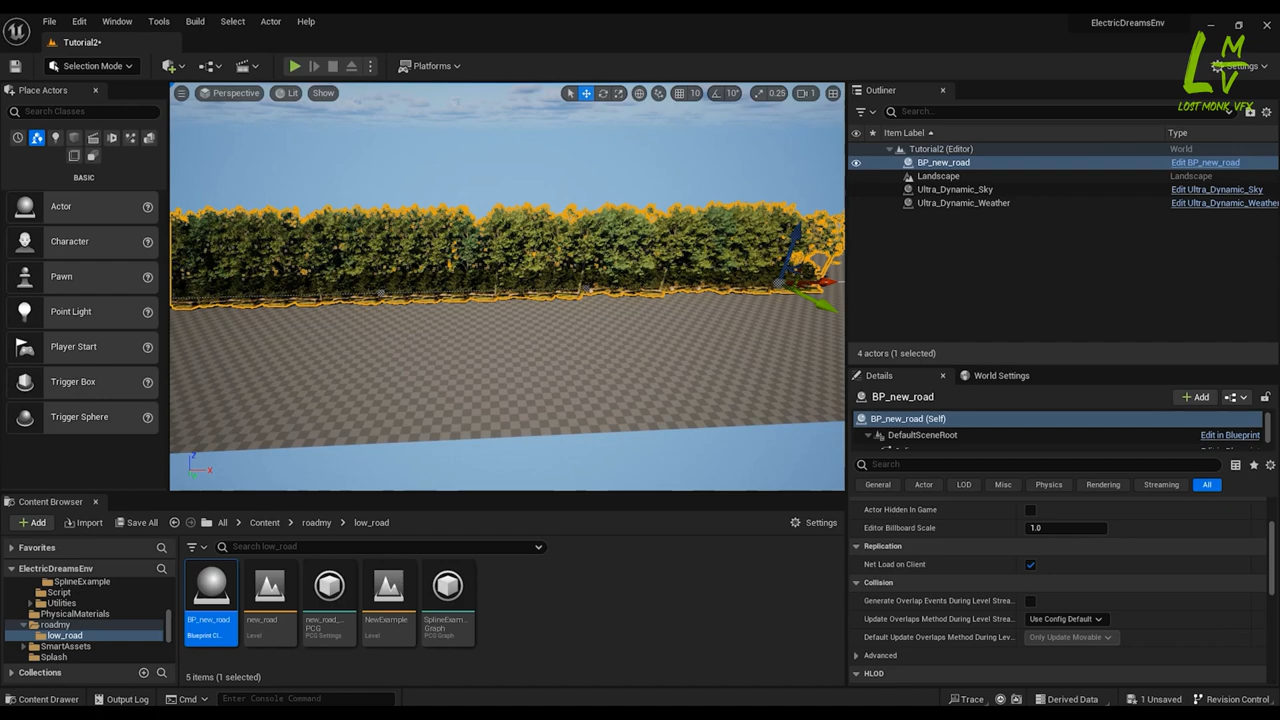 File Edit Window Tools Build Select Actor Help
ElectricDreamsEnv
Tutorial2*
Selection Mode
Platforms
Settings
L M V
LOST MONK_VFX
Place Actors
Search Classes
BASIC
Actor
Character
Pawn
Point Light
Player Start
Trigger Box
Trigger Sphere
Perspective Lit Show
10 10° 0.25 1
Z X
Outliner
Search...
Item Label Type
Tutorial2 (Editor) World
BP_new_road Edit BP_new_road
Landscape Landscape
Ultra_Dynamic_Sky Edit Ultra_Dynamic_Sky
Ultra_Dynamic_Weather Edit Ultra_Dynamic_Weather
4 actors (1 selected)
Details World Settings
BP_new_road
Add
BP_new_road (Self)
DefaultSceneRoot Edit in Blueprint
Search
General Actor LOD Misc Physics Rendering Streaming All
Actor Hidden In Game
Editor Billboard Scale 1.0
Replication
Net Load on Client
Collision
Generate Overlap Events During Level Strea...
Update Overlaps Method During Level Strea... Use Config Default
Default Update Overlaps Method During Lev... Only Update Movable
Advanced
HLOD
Content Browser
Add Import Save All All Content roadmy low_road Settings
Favorites
Search low_road
ElectricDreamsEnv
SplineExample
Script
Utilities
PhysicalMaterials
roadmy
low_road
SmartAssets
Splash
Collections
BP_new_road
Blueprint Cl...
new_road
Level
new_road_...
PCG
PCG Settings
NewExample
Level
SplineExam...
Graph
PCG Graph
5 items (1 selected)
Content Drawer Output Log Cmd Enter Console Command
Trace Derived Data 1 Unsaved Revision Control